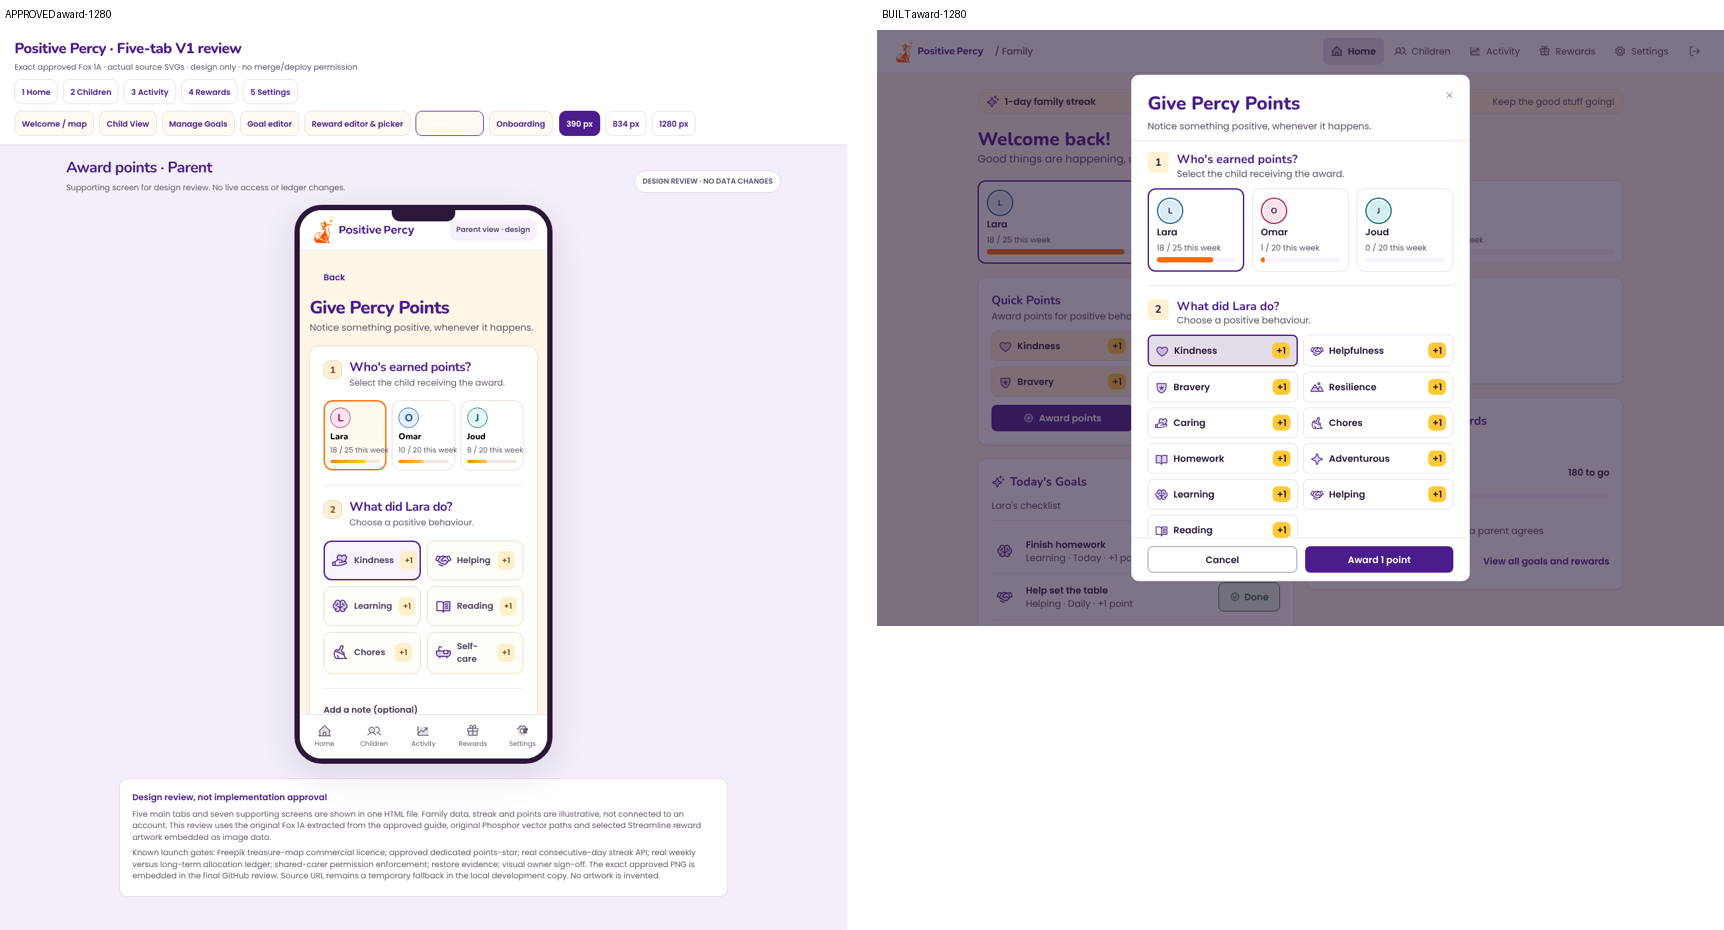 APPROVED award-1280
Positive Percy · Five-tab V1 review
Exact approved Fox 1A · actual source SVGs · design only · no merge/deploy permission
1 Home
2 Children
3 Activity
4 Rewards
5 Settings
Welcome / map
Child View
Manage Goals
Goal editor
Reward editor & picker
Onboarding
390 px
834 px
1280 px
Award points · Parent
Supporting screen for design review. No live access or ledger changes.
DESIGN REVIEW · NO DATA CHANGES
Positive Percy
Parent view · design
Back
Give Percy Points
Notice something positive, whenever it happens.
1
Who's earned points?
Select the child receiving the award.
L
Lara
18 / 25 this week
O
Omar
10 / 20 this week
J
Joud
8 / 20 this week
2
What did Lara do?
Choose a positive behaviour.
Kindness +1
Helping +1
Learning +1
Reading +1
Chores +1
Self-
care +1
Add a note (optional)
Home
Children
Activity
Rewards
Settings
Design review, not implementation approval
Five main tabs and seven supporting screens are shown in one HTML file. Family data, streak and points are illustrative, not connected to an
account. This review uses the original Fox 1A extracted from the approved guide, original Phosphor vector paths and selected Streamline reward
artwork embedded as image data.
Known launch gates: Freepik treasure-map commercial licence; approved dedicated points-star; real consecutive-day streak API; real weekly
versus long-term allocation ledger; shared-carer permission enforcement; restore evidence; visual owner sign-off. The exact approved PNG is
embedded in the final GitHub review. Source URL remains a temporary fallback in the local development copy. No artwork is invented.
BUILT award-1280
Positive Percy / Family
Home
Children
Activity
Rewards
Settings
1-day family streak
Keep the good stuff going!
Welcome back!
Good things are happening,
L
Lara
18 / 25 this week
this week
Quick Points
Award points for positive beha
Kindness +1
Bravery +1
Award points
Today's Goals
Lara's checklist
Finish homework
Learning · Today · +1 point
Help set the table
Helping · Daily · +1 point
Done
rds
180 to go
a parent agrees
View all goals and rewards
Give Percy Points
×
Notice something positive, whenever it happens.
1
Who's earned points?
Select the child receiving the award.
L
Lara
18 / 25 this week
O
Omar
1 / 20 this week
J
Joud
0 / 20 this week
2
What did Lara do?
Choose a positive behaviour.
Kindness +1
Helpfulness +1
Bravery +1
Resilience +1
Caring +1
Chores +1
Homework +1
Adventurous +1
Learning +1
Helping +1
Reading +1
Cancel
Award 1 point